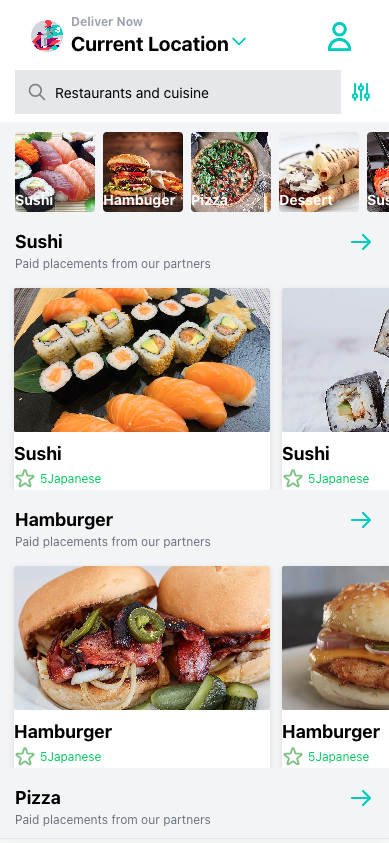 Deliver Now
Current Location
Restaurants and cuisine
Sushi
Hambuger
Pizza
Dessert
Sus
Sushi
Paid placements from our partners
Sushi
5Japanese
Sushi
5Japanese
Hamburger
Paid placements from our partners
Hamburger
5Japanese
Hamburger
5Japanese
Pizza
Paid placements from our partners